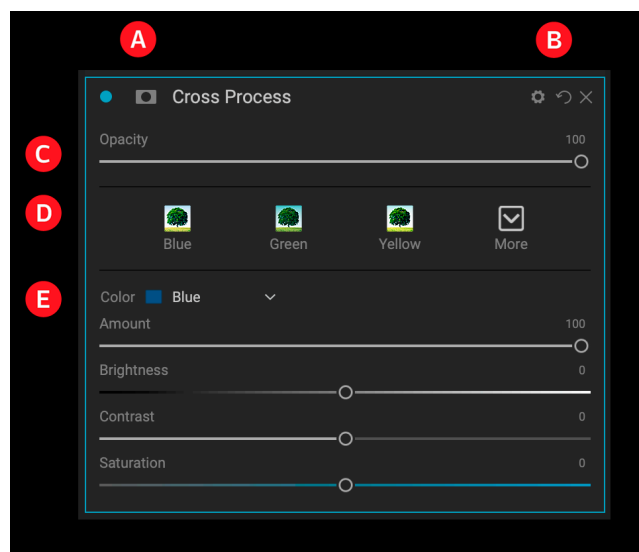 A
B
Cross Process
C
Opacity 100
D
Blue Green Yellow More
E
Color Blue
Amount 100
Brightness 0
Contrast 0
Saturation 0